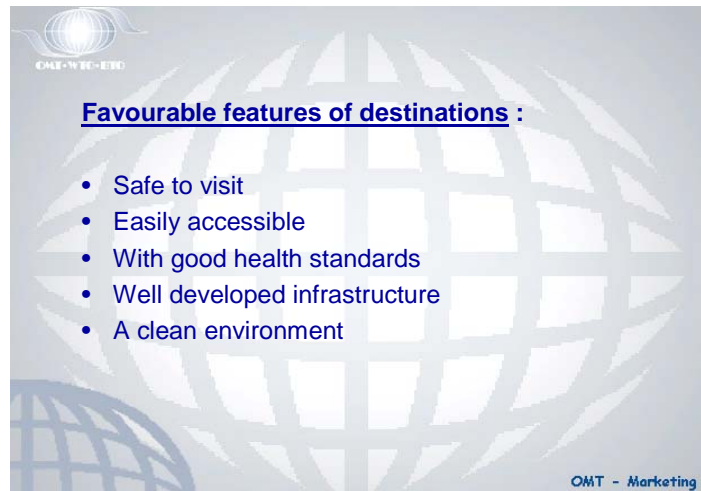 OMT-WTO-BTO
Favourable features of destinations :
• Safe to visit
• Easily accessible
• With good health standards
• Well developed infrastructure
• A clean environment
OMT - Marketing